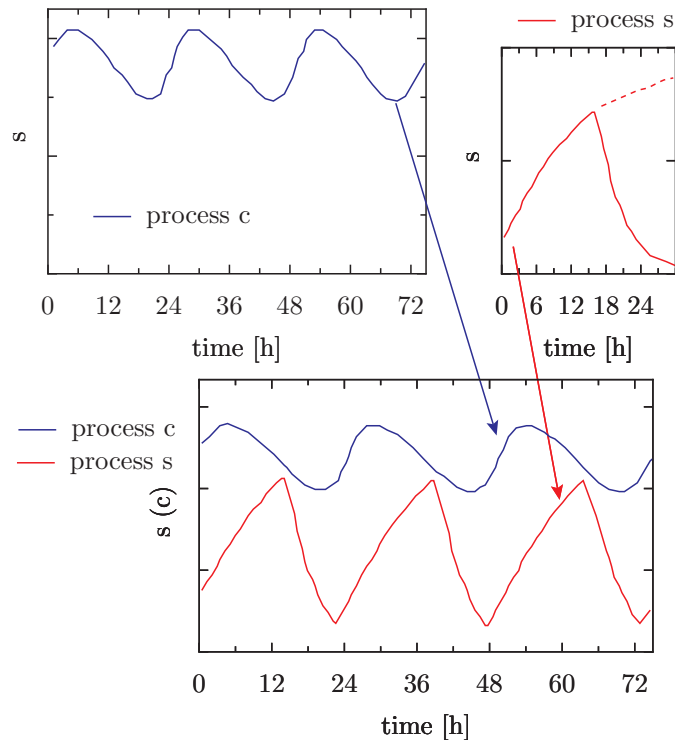 process s
s
process c
0 12 24 36 48 60 72
time [h]
s
0 6 12 18 24
time [h]
process c
process s
s (c)
0 12 24 36 48 60 72
time [h]